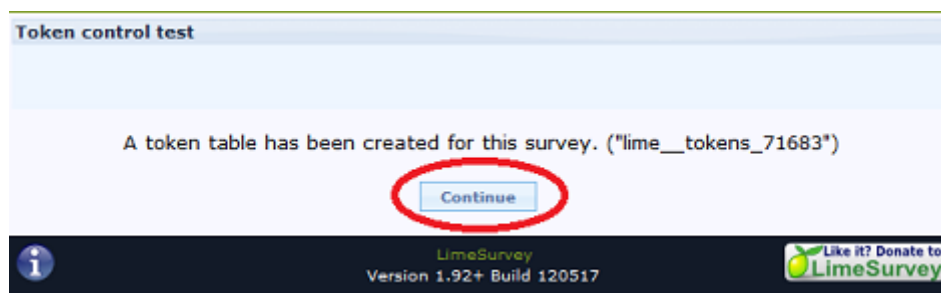 Token control test
A token table has been created for this survey. ("lime__tokens_71683")
Continue
LimeSurvey
Version 1.92+ Build 120517
Like it? Donate to
LimeSurvey